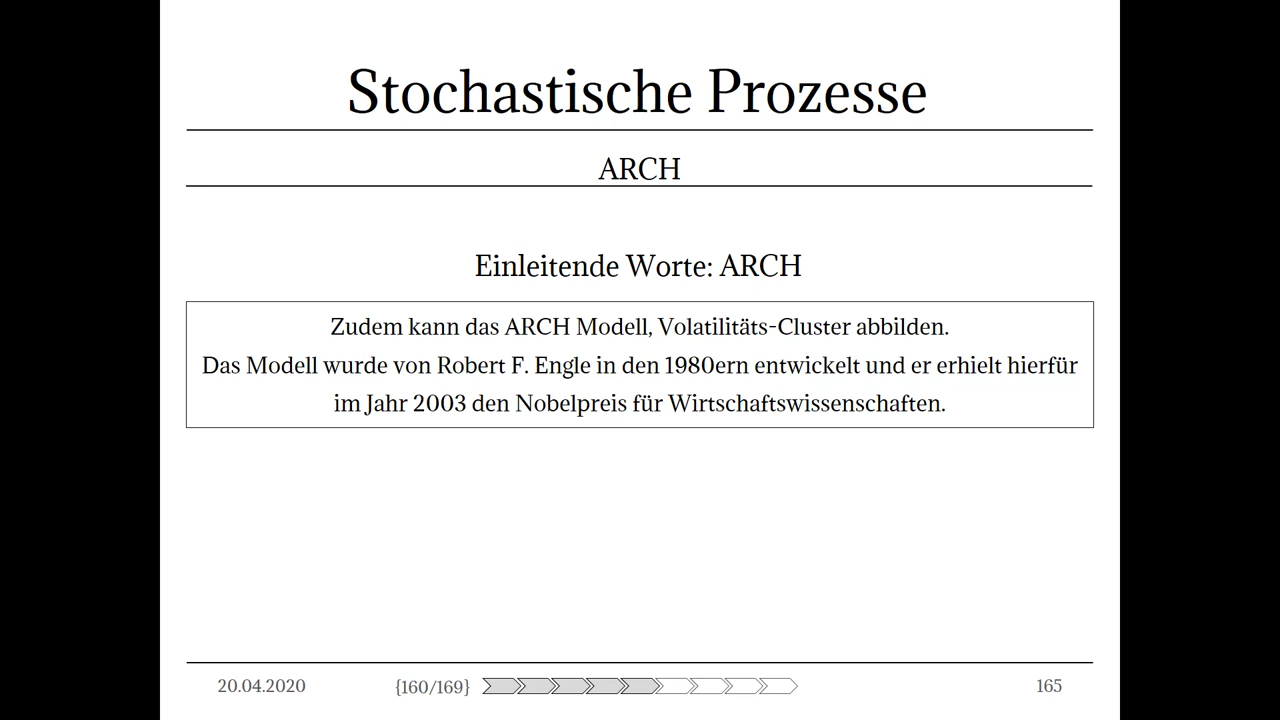 Stochastische Prozesse
ARCH
Einleitende Worte: ARCH
Zudem kann das ARCH Modell, Volatilitäts-Cluster abbilden.
Das Modell wurde von Robert F. Engle in den 1980ern entwickelt und er erhielt hierfür
im Jahr 2003 den Nobelpreis für Wirtschaftswissenschaften.
20.04.2020 {160/169} 165